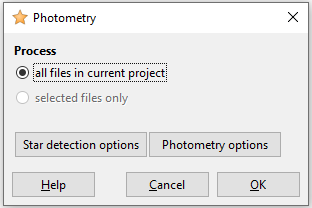 Photometry
Process
all files in current project
selected files only
Star detection options
Photometry options
Help
Cancel
OK